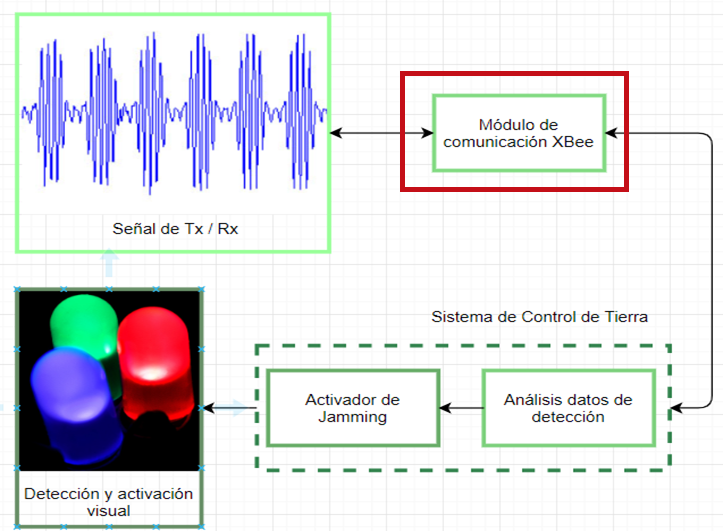 Señal de Tx / Rx
Módulo de
comunicación XBee
Sistema de Control de Tierra
Activador de
Jamming
Análisis datos de
detección
Detección y activación
visual